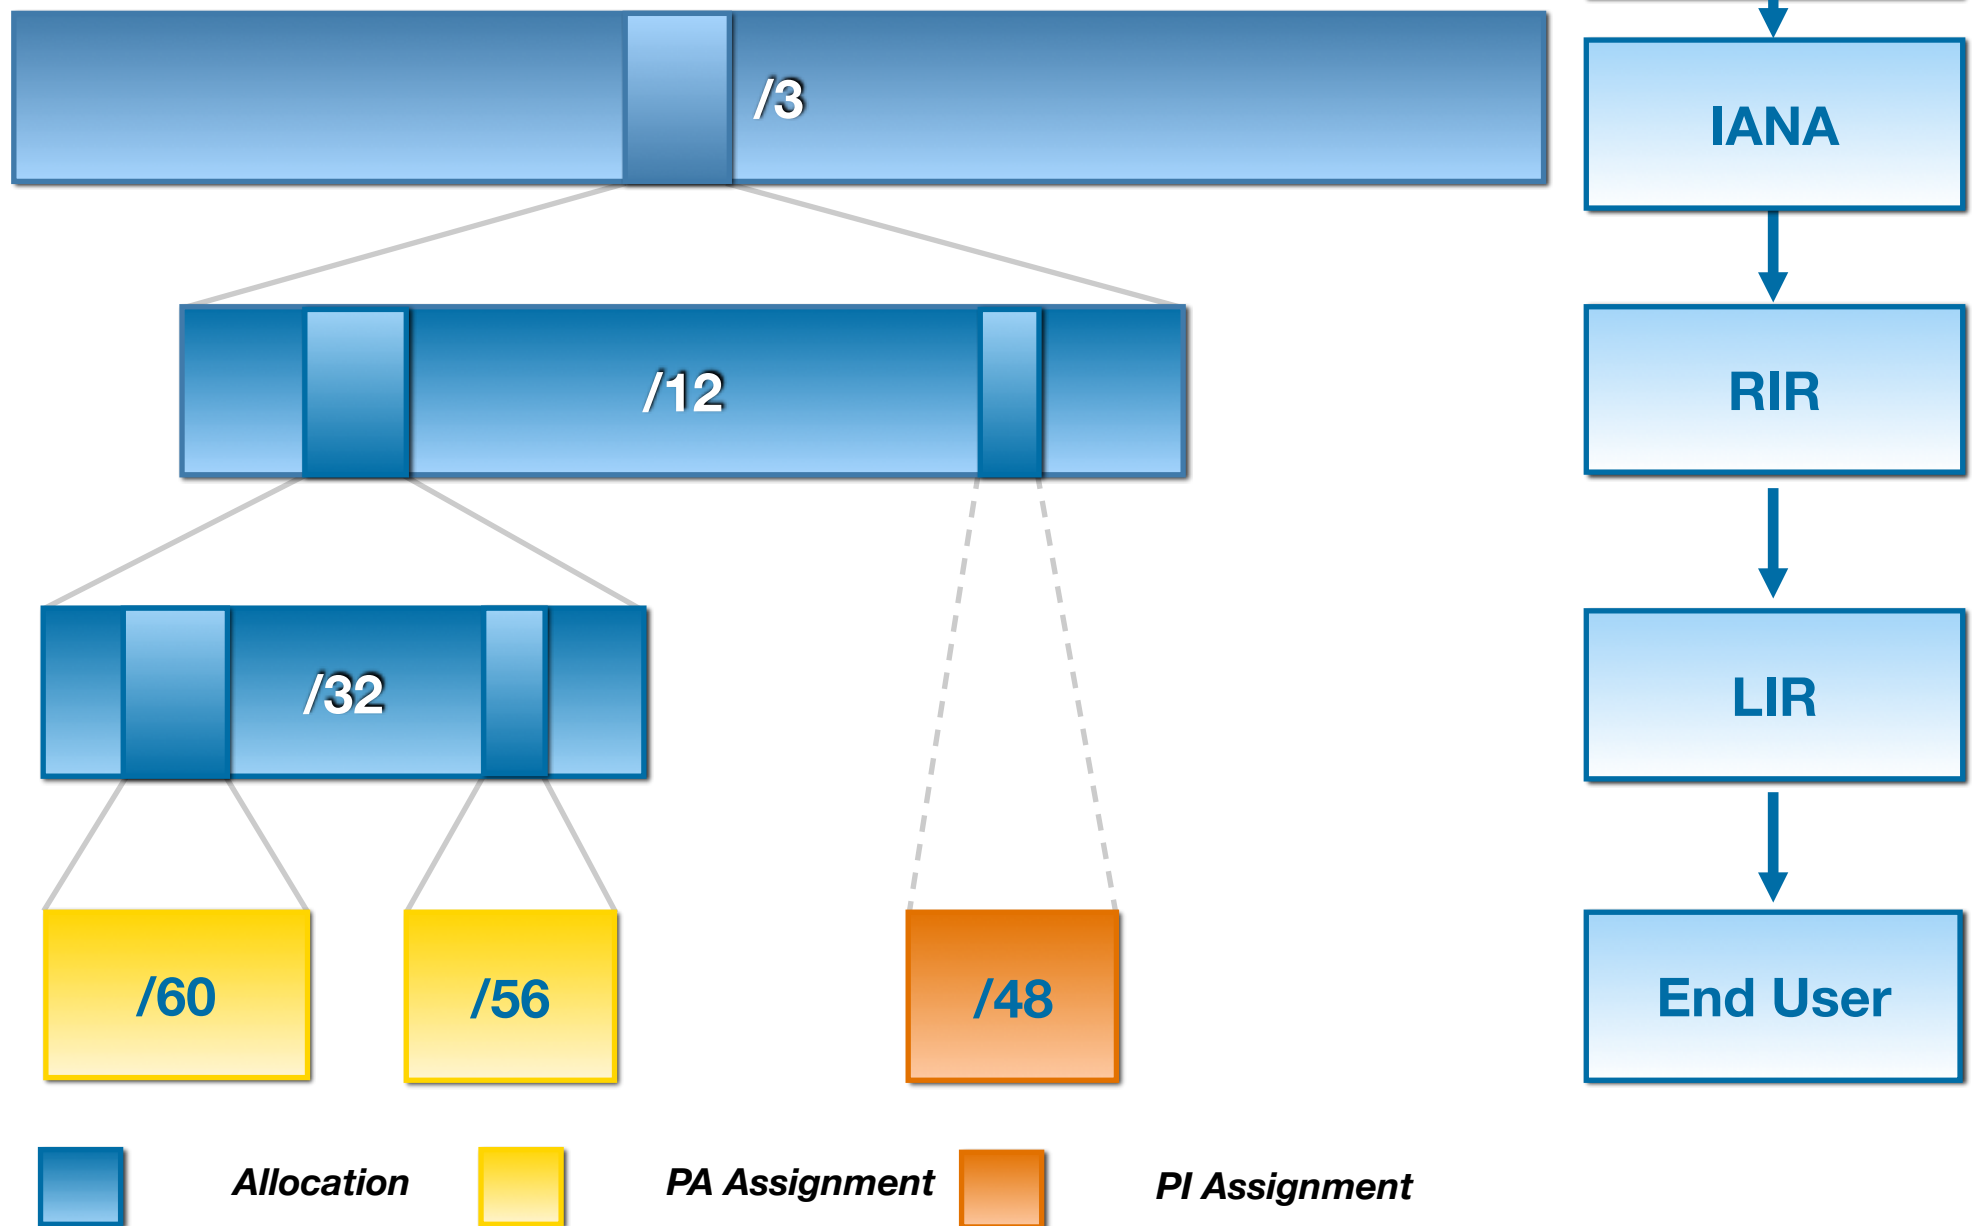 /3
IANA
/12
RIR
/32
LIR
/60
/56
/48
End User
Allocation
PA Assignment
PI Assignment